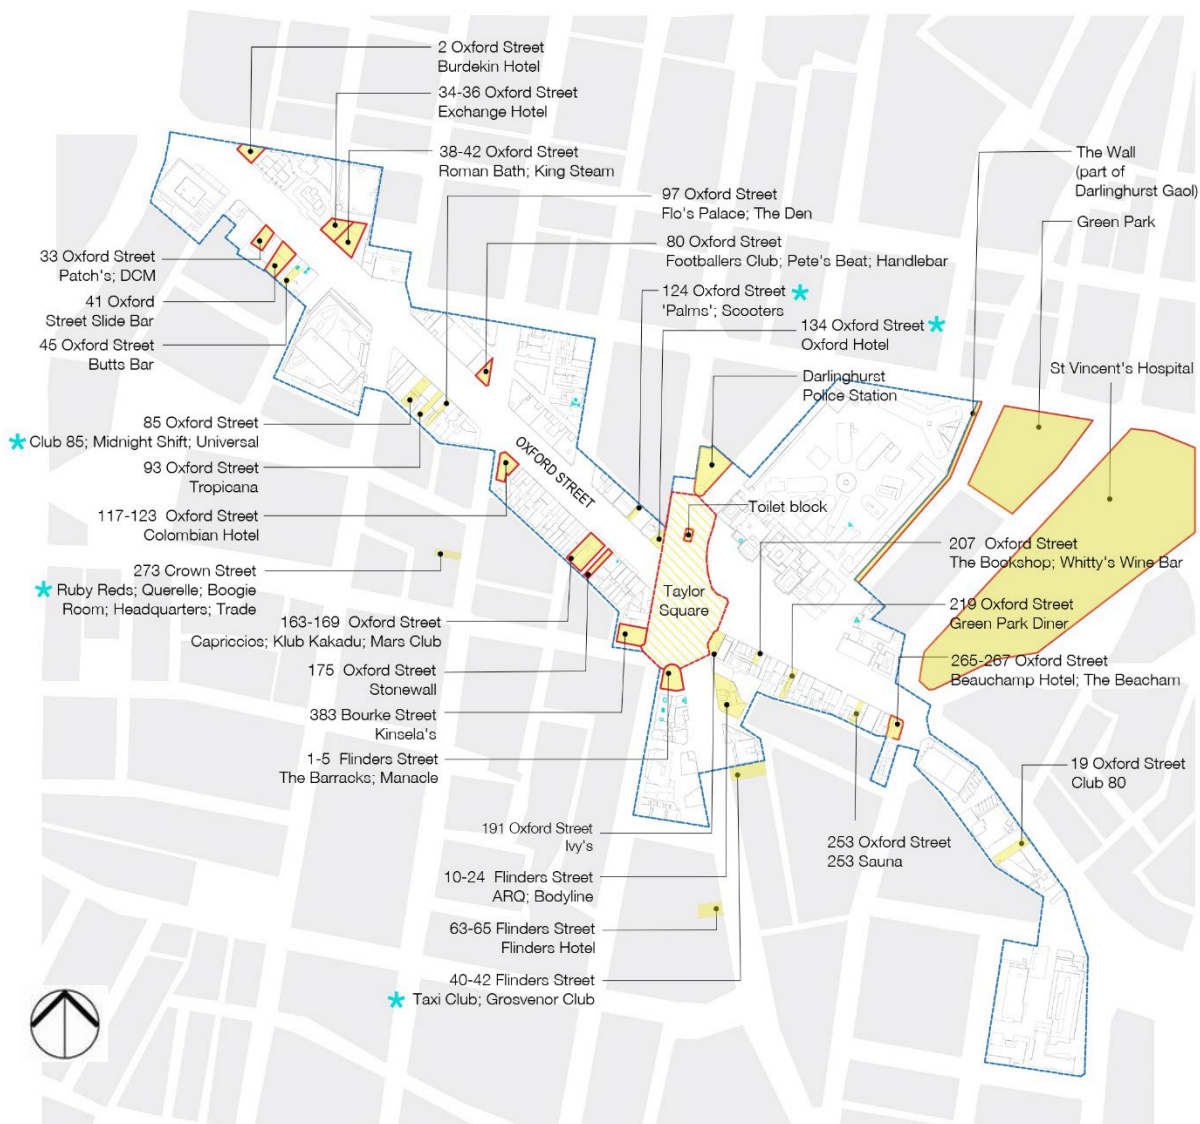 2 Oxford Street
Burdekin Hotel
34-36 Oxford Street
Exchange Hotel
38-42 Oxford Street
Roman Bath; King Steam
97 Oxford Street
Flo's Palace; The Den
80 Oxford Street
Footballers Club; Pete's Beat; Handlebar
124 Oxford Street
'Palms'; Scooters
134 Oxford Street
Oxford Hotel
Darlinghurst
Police Station
The Wall
(part of
Darlinghurst Gaol)
Green Park
St Vincent's Hospital
33 Oxford Street
Patch's; DCM
41 Oxford
Street Slide Bar
45 Oxford Street
Butts Bar
85 Oxford Street
Club 85; Midnight Shift; Universal
93 Oxford Street
Tropicana
117-123 Oxford Street
Colombian Hotel
273 Crown Street
Ruby Reds; Querelle; Boogie
Room; Headquarters; Trade
163-169 Oxford Street
Capriccios; Klub Kakadu; Mars Club
175 Oxford Street
Stonewall
383 Bourke Street
Kinsela's
1-5 Flinders Street
The Barracks; Manacle
OXFORD STREET
Toilet block
Taylor
Square
207 Oxford Street
The Bookshop; Whitty's Wine Bar
219 Oxford Street
Green Park Diner
265-267 Oxford Street
Beauchamp Hotel; The Beacham
19 Oxford Street
Club 80
253 Oxford Street
253 Sauna
191 Oxford Street
Ivy's
10-24 Flinders Street
ARQ; Bodyline
63-65 Flinders Street
Flinders Hotel
40-42 Flinders Street
Taxi Club; Grosvenor Club